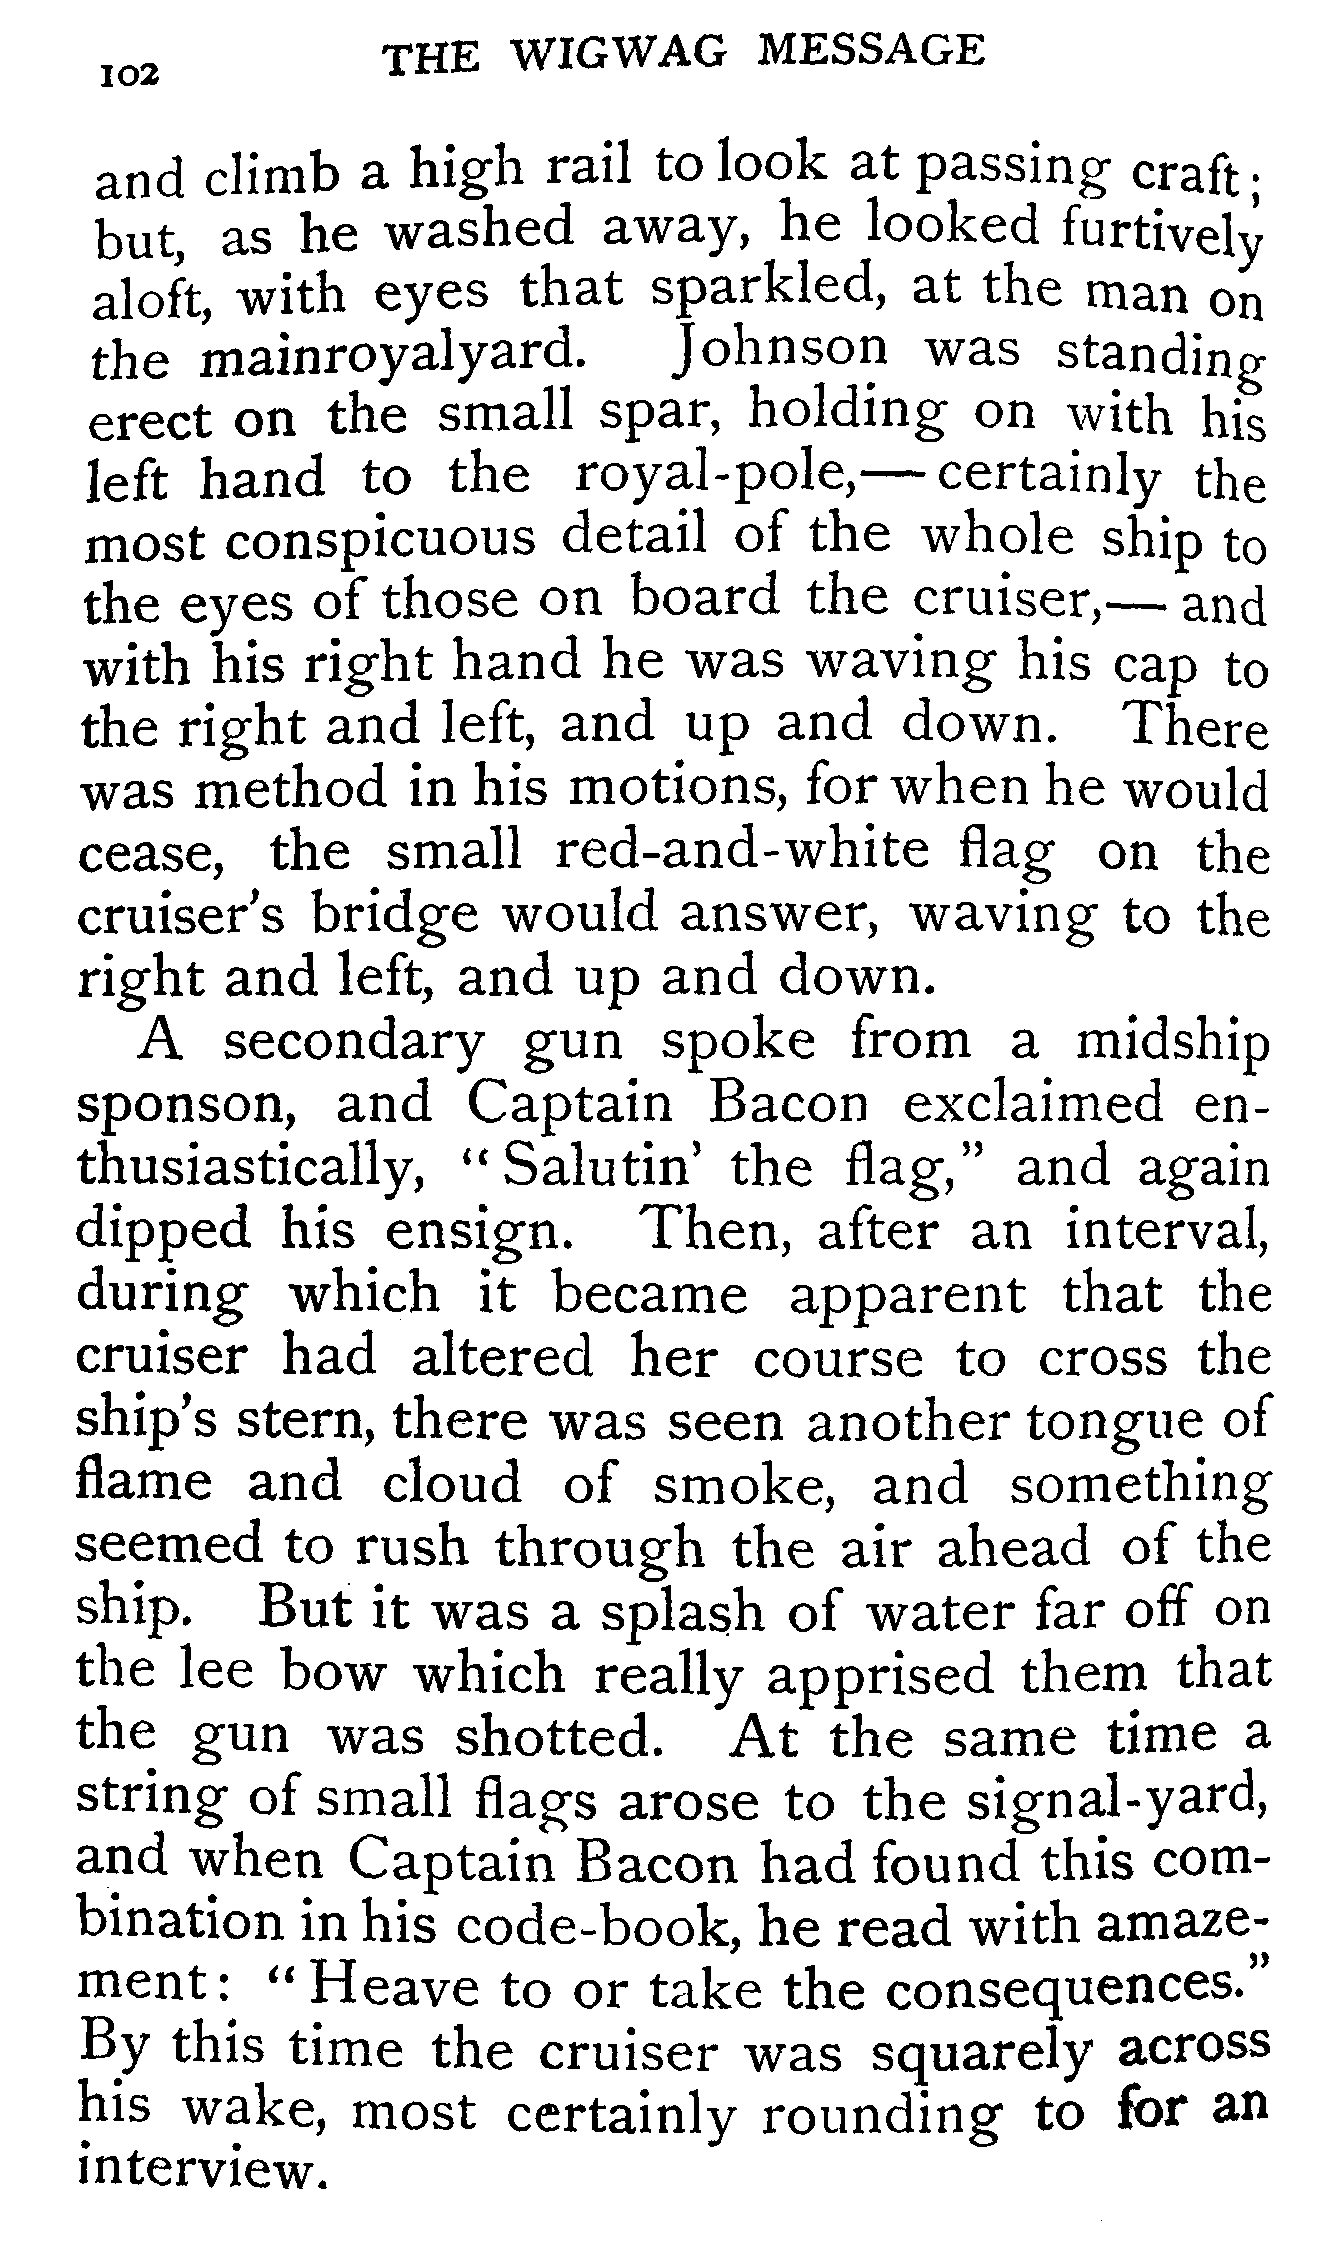 102 THE WIGWAG MESSAGE
and climb a high rail to look at passing craft;
but, as he washed away, he looked furtively
aloft, with eyes that sparkled, at the man on
the mainroyalyard. Johnson was standing
erect on the small spar, holding on with his
left hand to the royal-pole,—certainly the
most conspicuous detail of the whole ship to
the eyes of those on board the cruiser,—and
with his right hand he was waving his cap to
the right and left, and up and down. There
was method in his motions, for when he would
cease, the small red-and-white flag on the
cruiser's bridge would answer, waving to the
right and left, and up and down.
A secondary gun spoke from a midship
sponson, and Captain Bacon exclaimed en-
thusiastically, "Salutin' the flag," and again
dipped his ensign. Then, after an interval,
during which it became apparent that the
cruiser had altered her course to cross the
ship's stern, there was seen another tongue of
flame and cloud of smoke, and something
seemed to rush through the air ahead of the
ship. But it was a splash of water far off on
the lee bow which really apprised them that
the gun was shotted. At the same time a
string of small flags arose to the signal-yard,
and when Captain Bacon had found this com-
bination in his code-book, he read with amaze-
ment: "Heave to or take the consequences."
By this time the cruiser was squarely across
his wake, most certainly rounding to for an
interview.